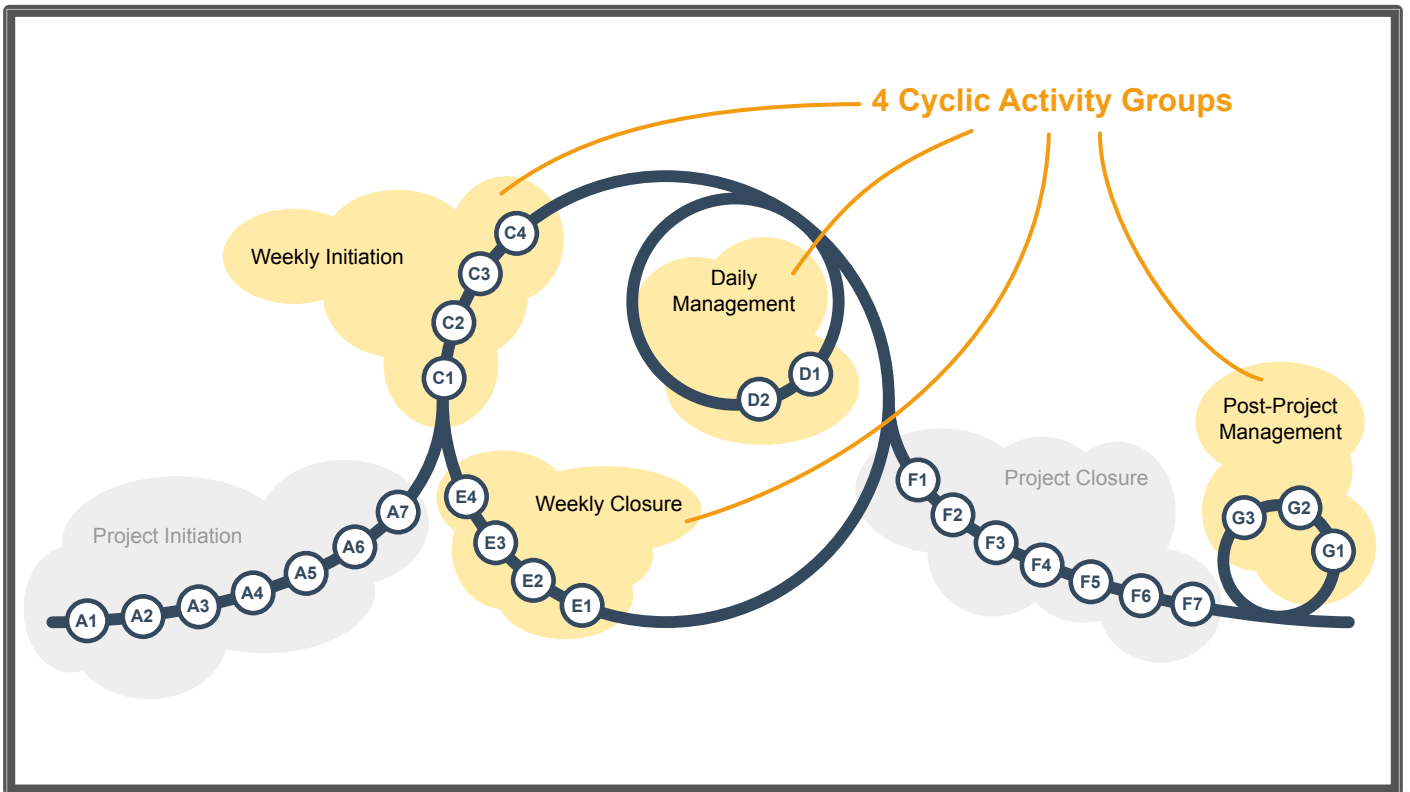 4 Cyclic Activity Groups
Weekly Initiation
C4
C3
C2
C1
Daily
Management
D1
D2
Post-Project
Management
G3
G2
G1
Weekly Closure
E4
E3
E2
E1
Project Initiation
A1
A2
A3
A4
A5
A6
A7
Project Closure
F1
F2
F3
F4
F5
F6
F7